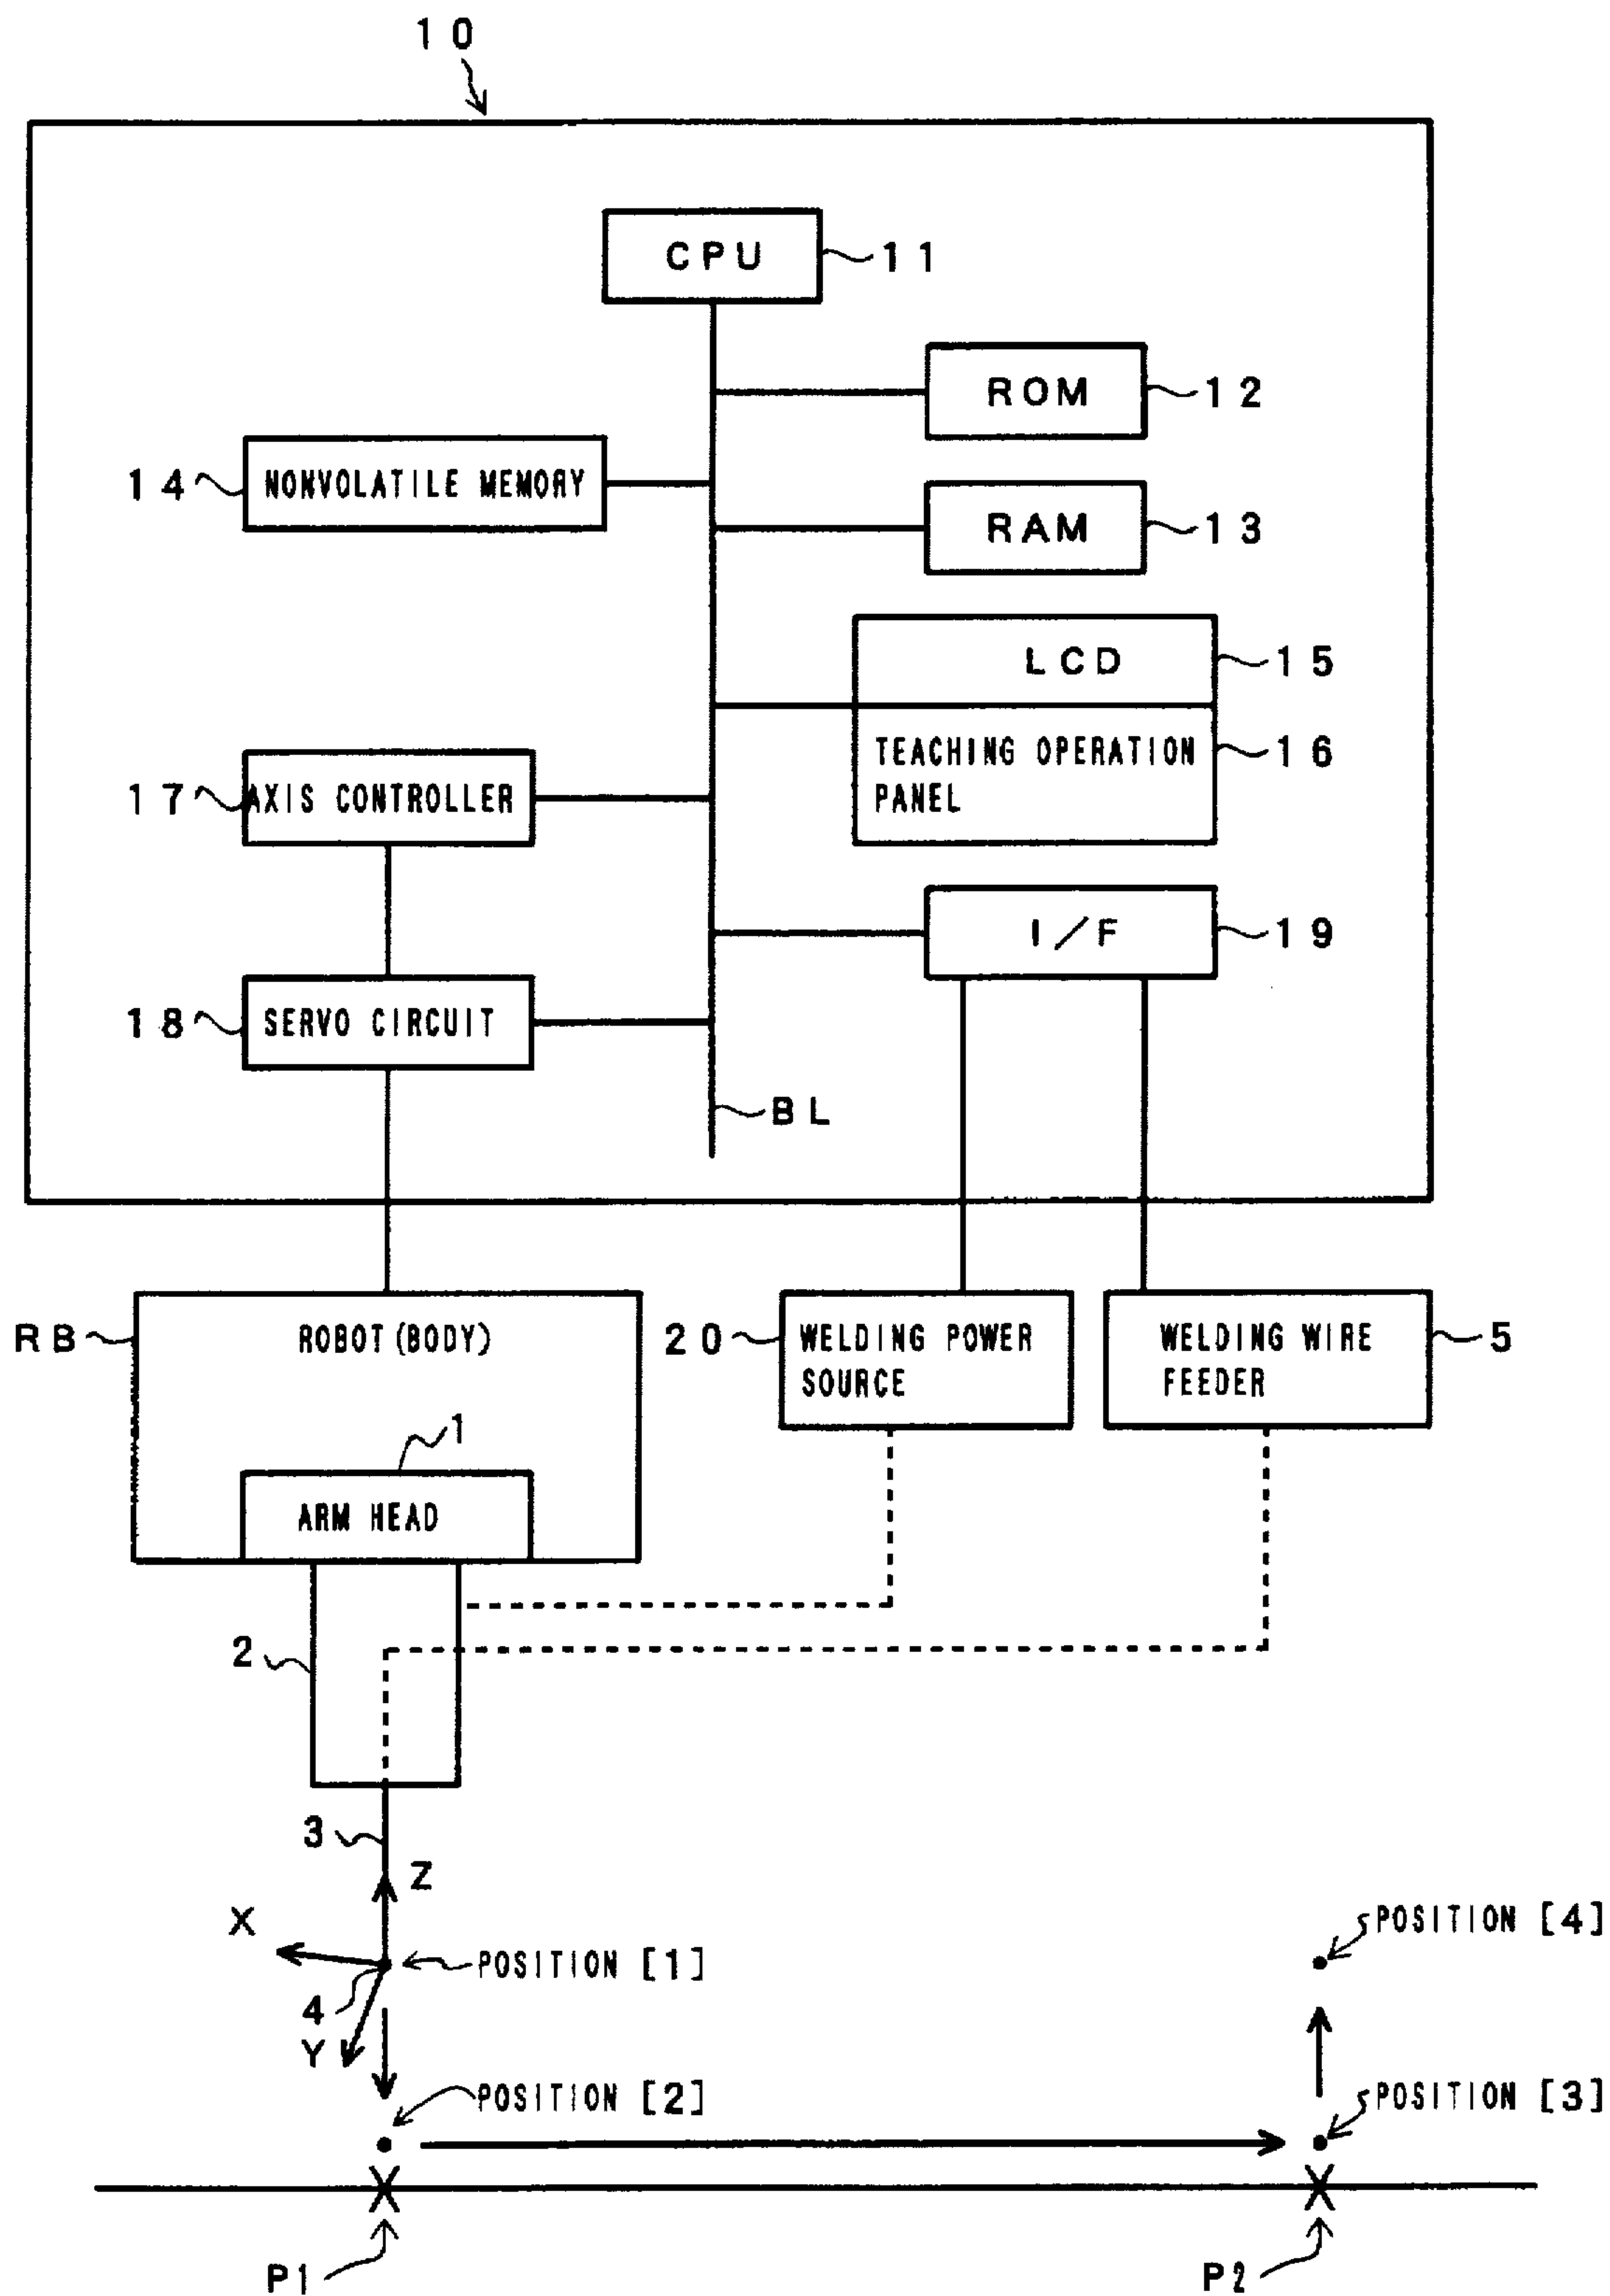 10
CPU 11
ROM 12
14 NONVOLATILE MEMORY
RAM 13
LCD 15
TEACHING OPERATION 16
PANEL
17 AXIS CONTROLLER
I/F 19
18 SERVO CIRCUIT
BL
RB ROBOT(BODY)
20 WELDING POWER
SOURCE
WELDING WIRE 5
FEEDER
1
ARM HEAD
2
3
Z
X
POSITION [4]
POSITION [1]
4
Y
POSITION [2]
POSITION [3]
X
X
P1
P2